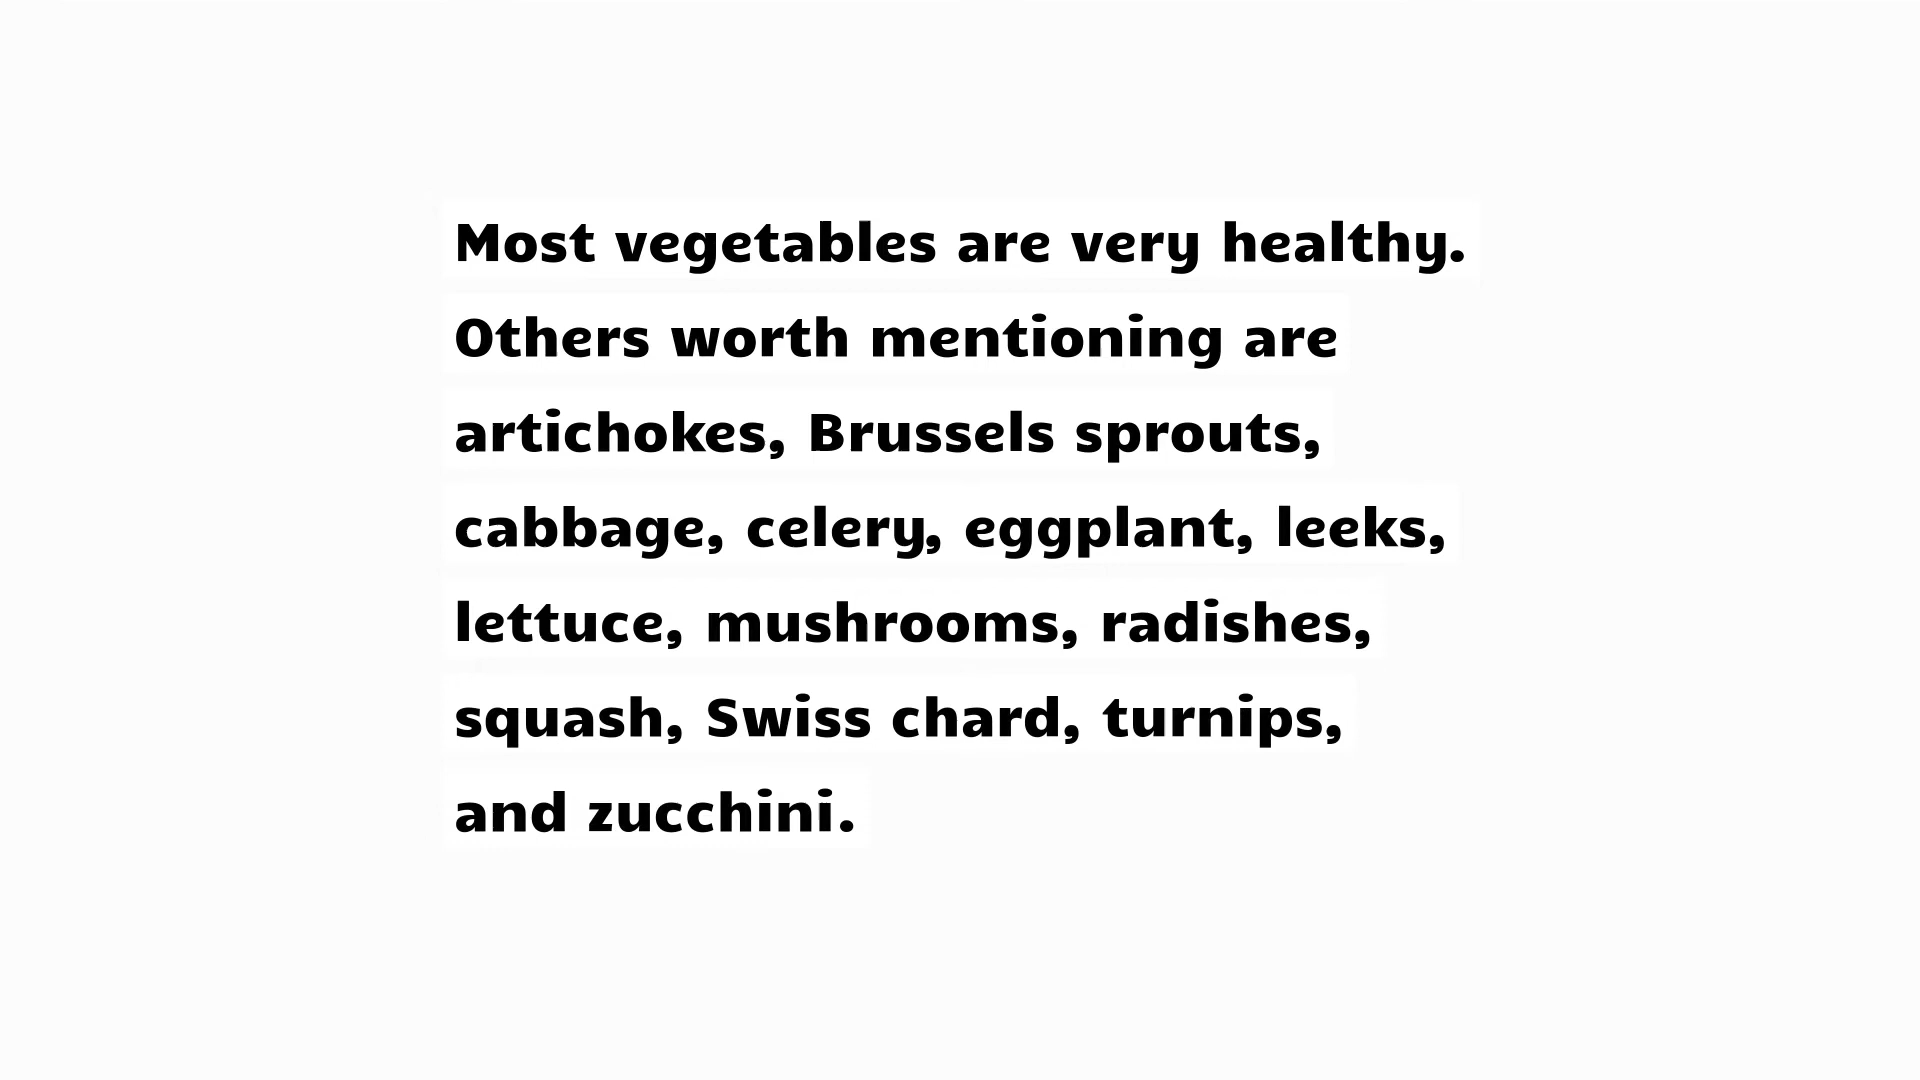 Most vegetables are very healthy.
Others worth mentioning are
artichokes, Brussels sprouts,
cabbage, celery, eggplant, leeks,
lettuce, mushrooms, radishes,
squash, Swiss chard, turnips,
and zucchini.